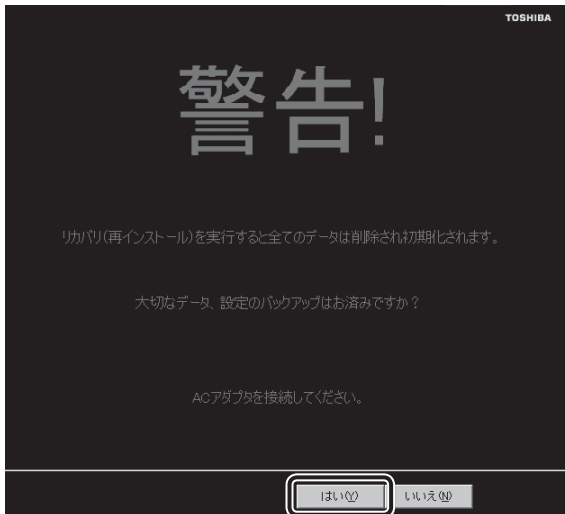 TOSHIBA
警告!
リカバリ(再インストール)を実行すると全てのデータは削除され初期化されます。
大切なデータ、設定のバックアップはお済みですか？
ACアダプタを接続してください。
はい(Y) いいえ(N)